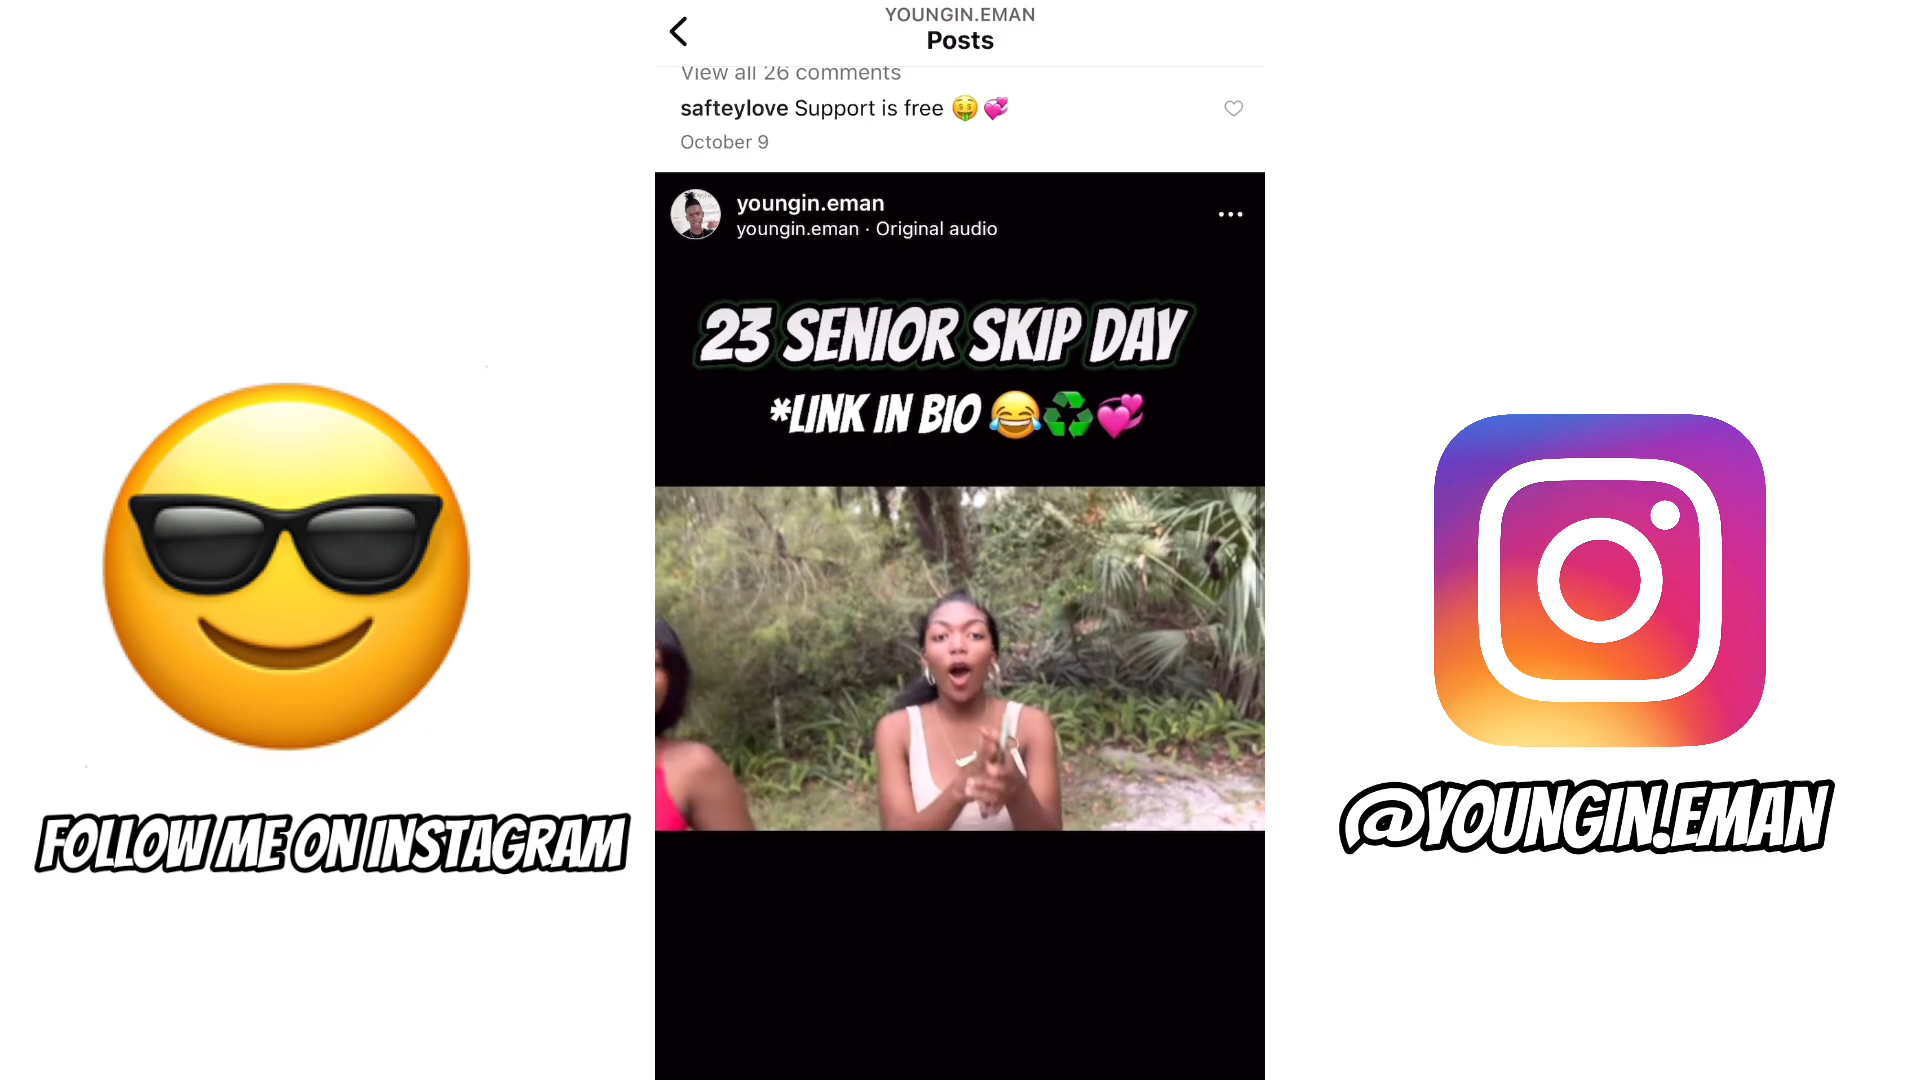 YOUNGIN.EMAN
Posts
View all 26 comments
safteylove Support is free 🤑💞
October 9
youngin.eman
youngin.eman · Original audio
23 SENIOR SKIP DAY
*LINK IN BIO 😂♻️💞
FOLLOW ME ON INSTAGRAM
@YOUNGIN.EMAN